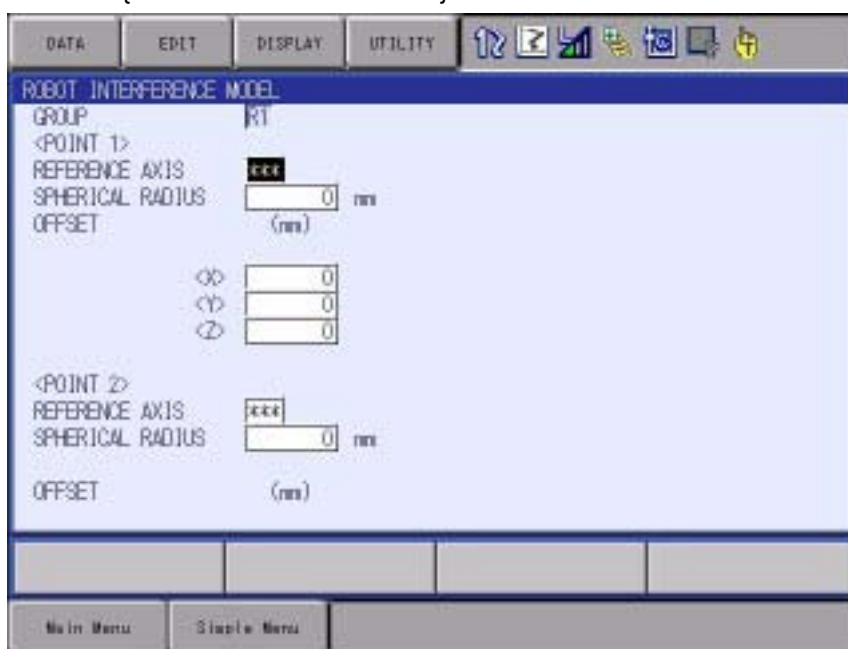 DATA EDIT DISPLAY UTILITY
ROBOT INTERFERENCE MODEL
GROUP R1
<POINT 1>
REFERENCE AXIS ***
SPHERICAL RADIUS 0 mm
OFFSET (mm)
<X> 0
<Y> 0
<Z> 0
<POINT 2>
REFERENCE AXIS ***
SPHERICAL RADIUS 0 mm
OFFSET (mm)
Main Menu Simple Menu